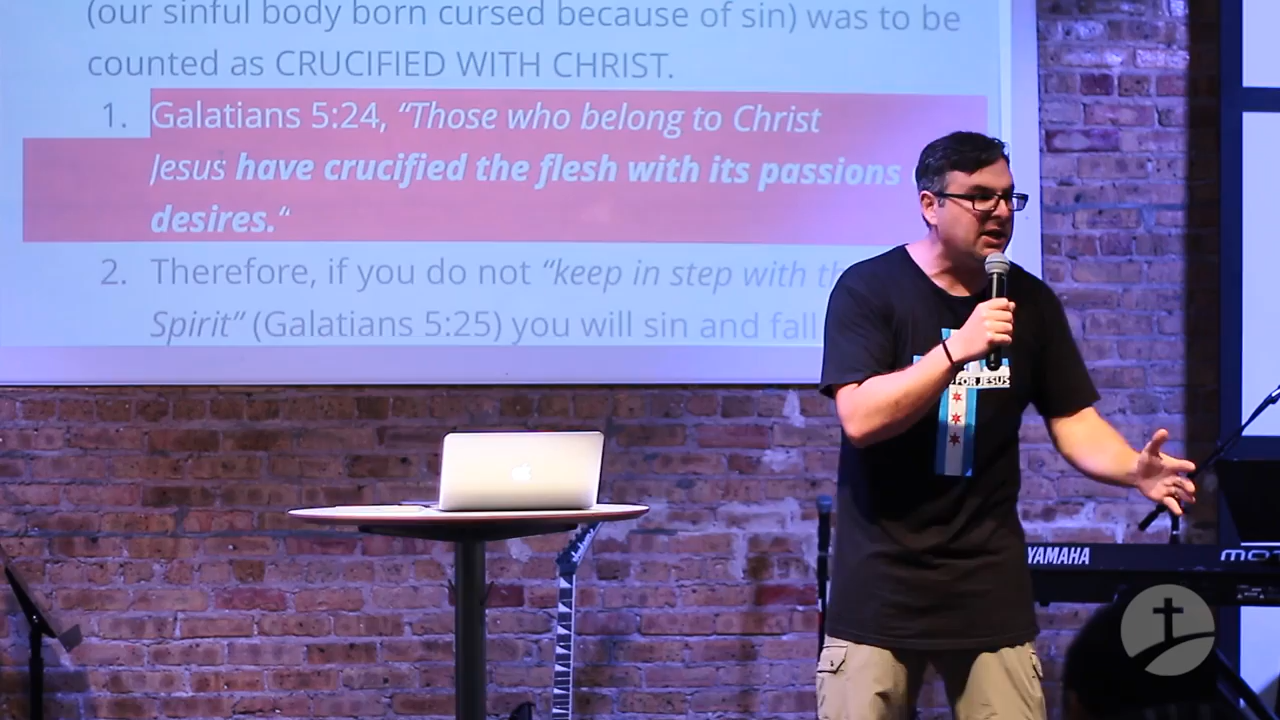 (our sinful body born cursed because of sin) was to be
counted as CRUCIFIED WITH CHRIST.
1. Galatians 5:24, “Those who belong to Christ
Jesus have crucified the flesh with its passions
desires.“
2. Therefore, if you do not “keep in step with th
Spirit” (Galatians 5:25) you will sin and fall
FOR JESUS
YAMAHA